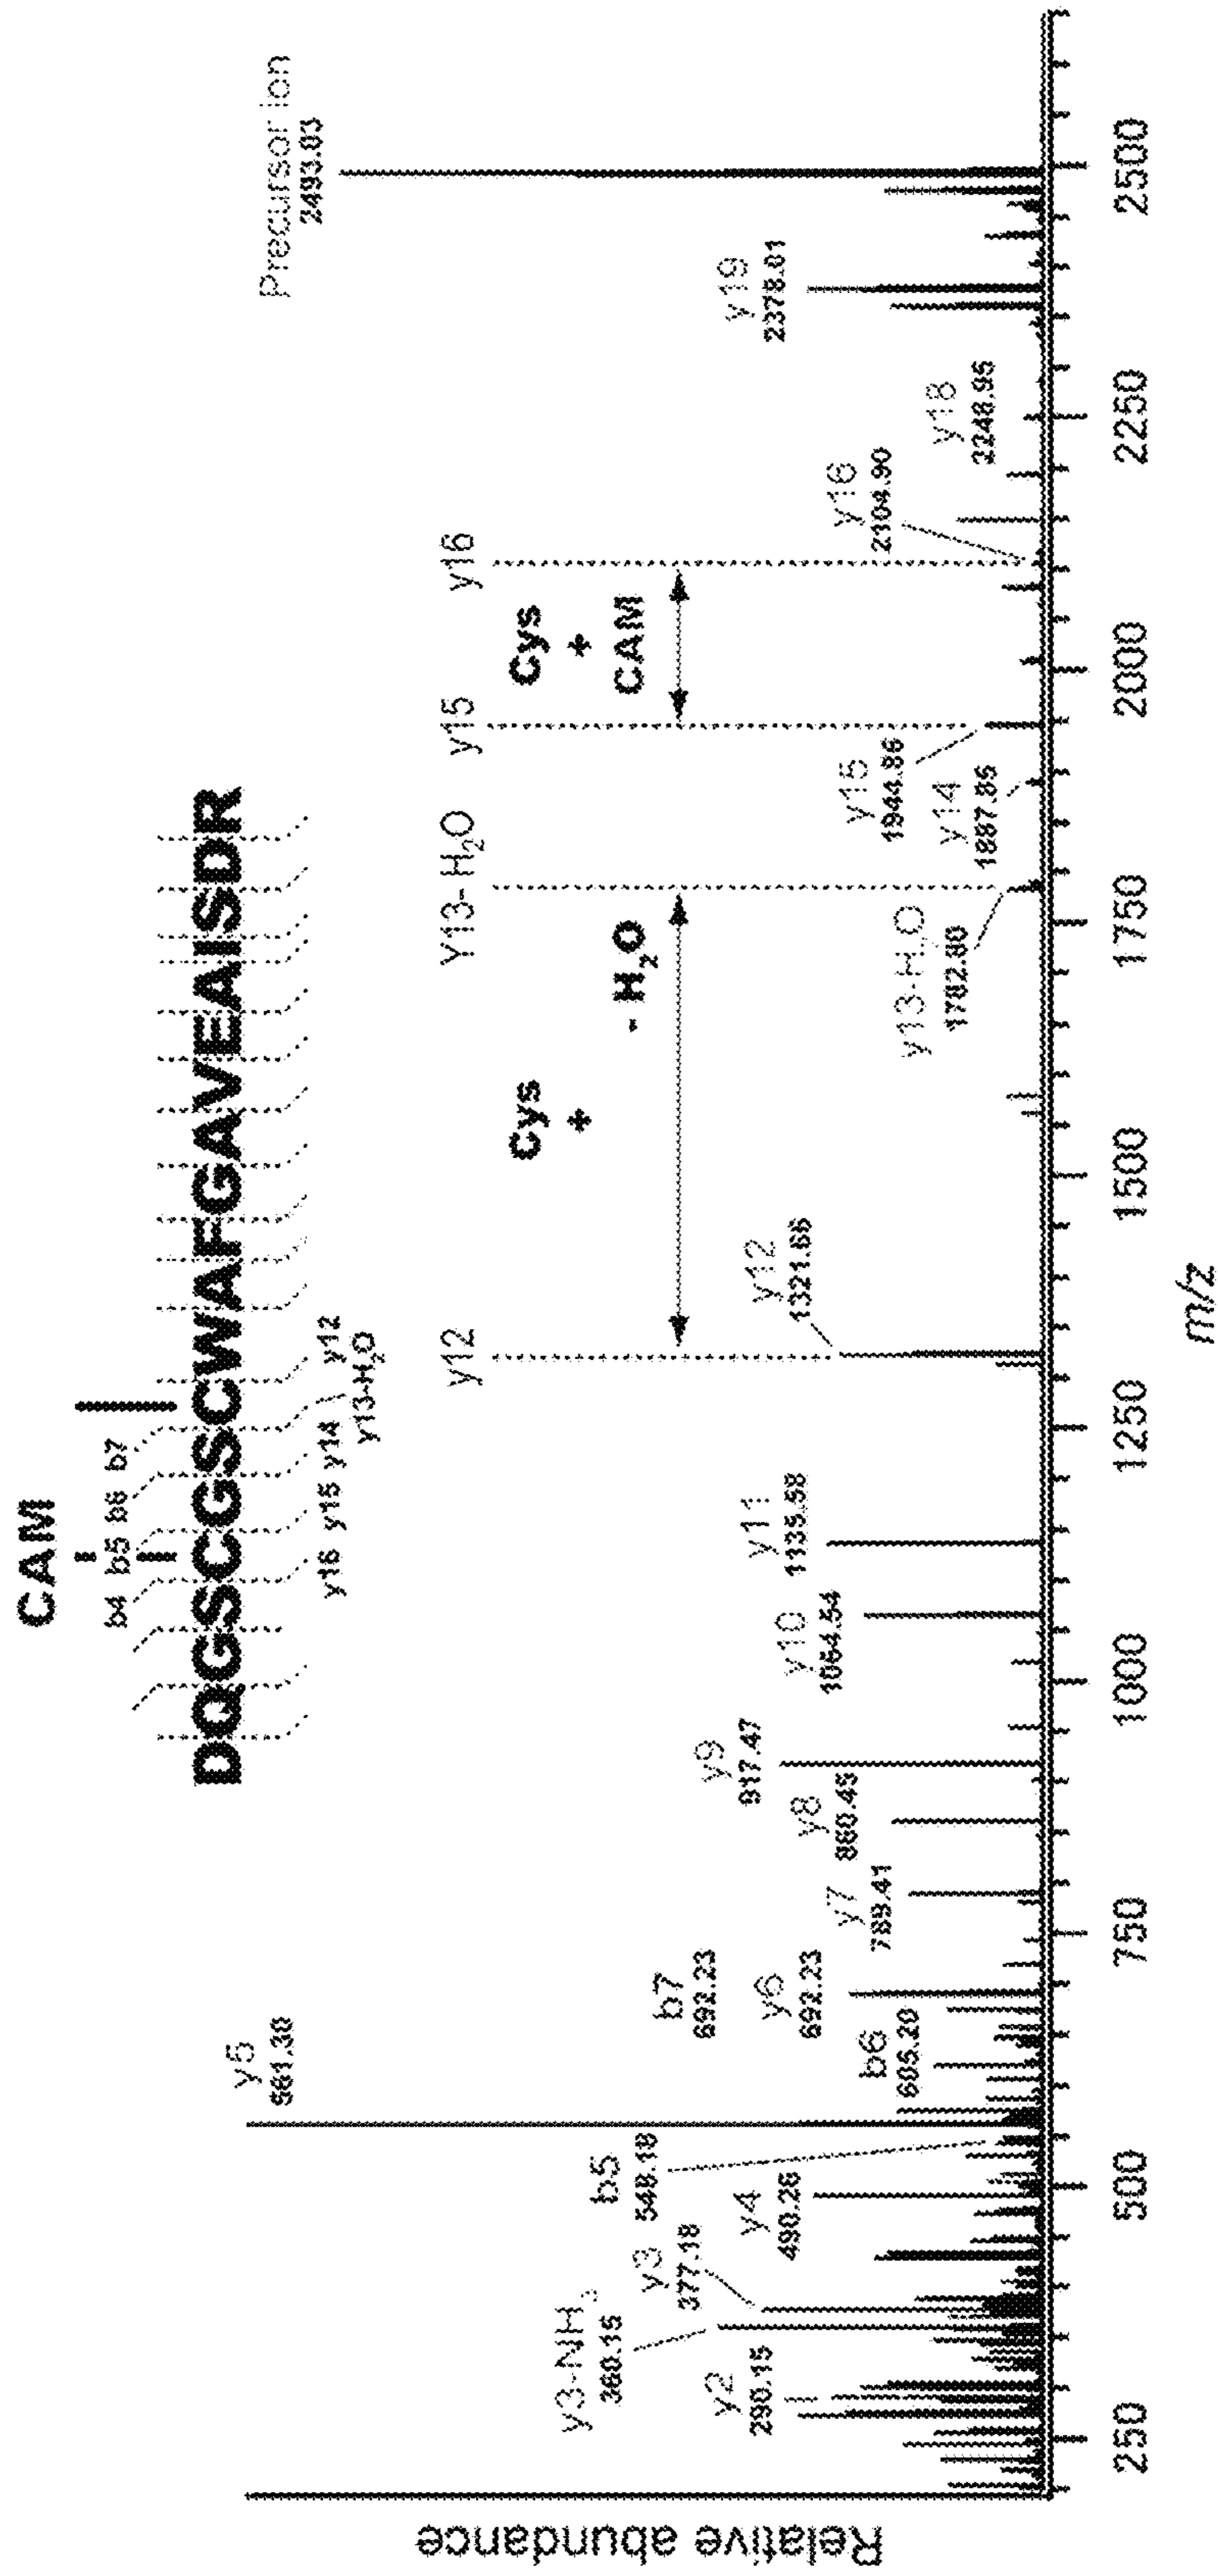 CAM
b4 b5 b6 b7
DQGSCGSCWAFGAVEAISDR
y16 y15 y14 y12
y13-H₂O
Precursor ion
2493.03
y12
Y13-H₂O
y15
y16
Cys
+
- H₂O
Cys
+
CAM
y5
561.30
y3-NH₃
360.15
b5
548.18
y3
377.18
y2
290.15
y4
490.26
b7
692.23
y6
692.23
b6
605.20
y7
789.41
y8
860.45
y9
917.47
y10
1064.54
y11
1135.58
y12
1321.66
y13-H₂O
1782.80
y15
1944.86
y14
1887.85
y16
2104.90
y18
2248.95
y19
2378.01
Relative abundance
250 500 750 1000 1250 1500 1750 2000 2250 2500
m/z